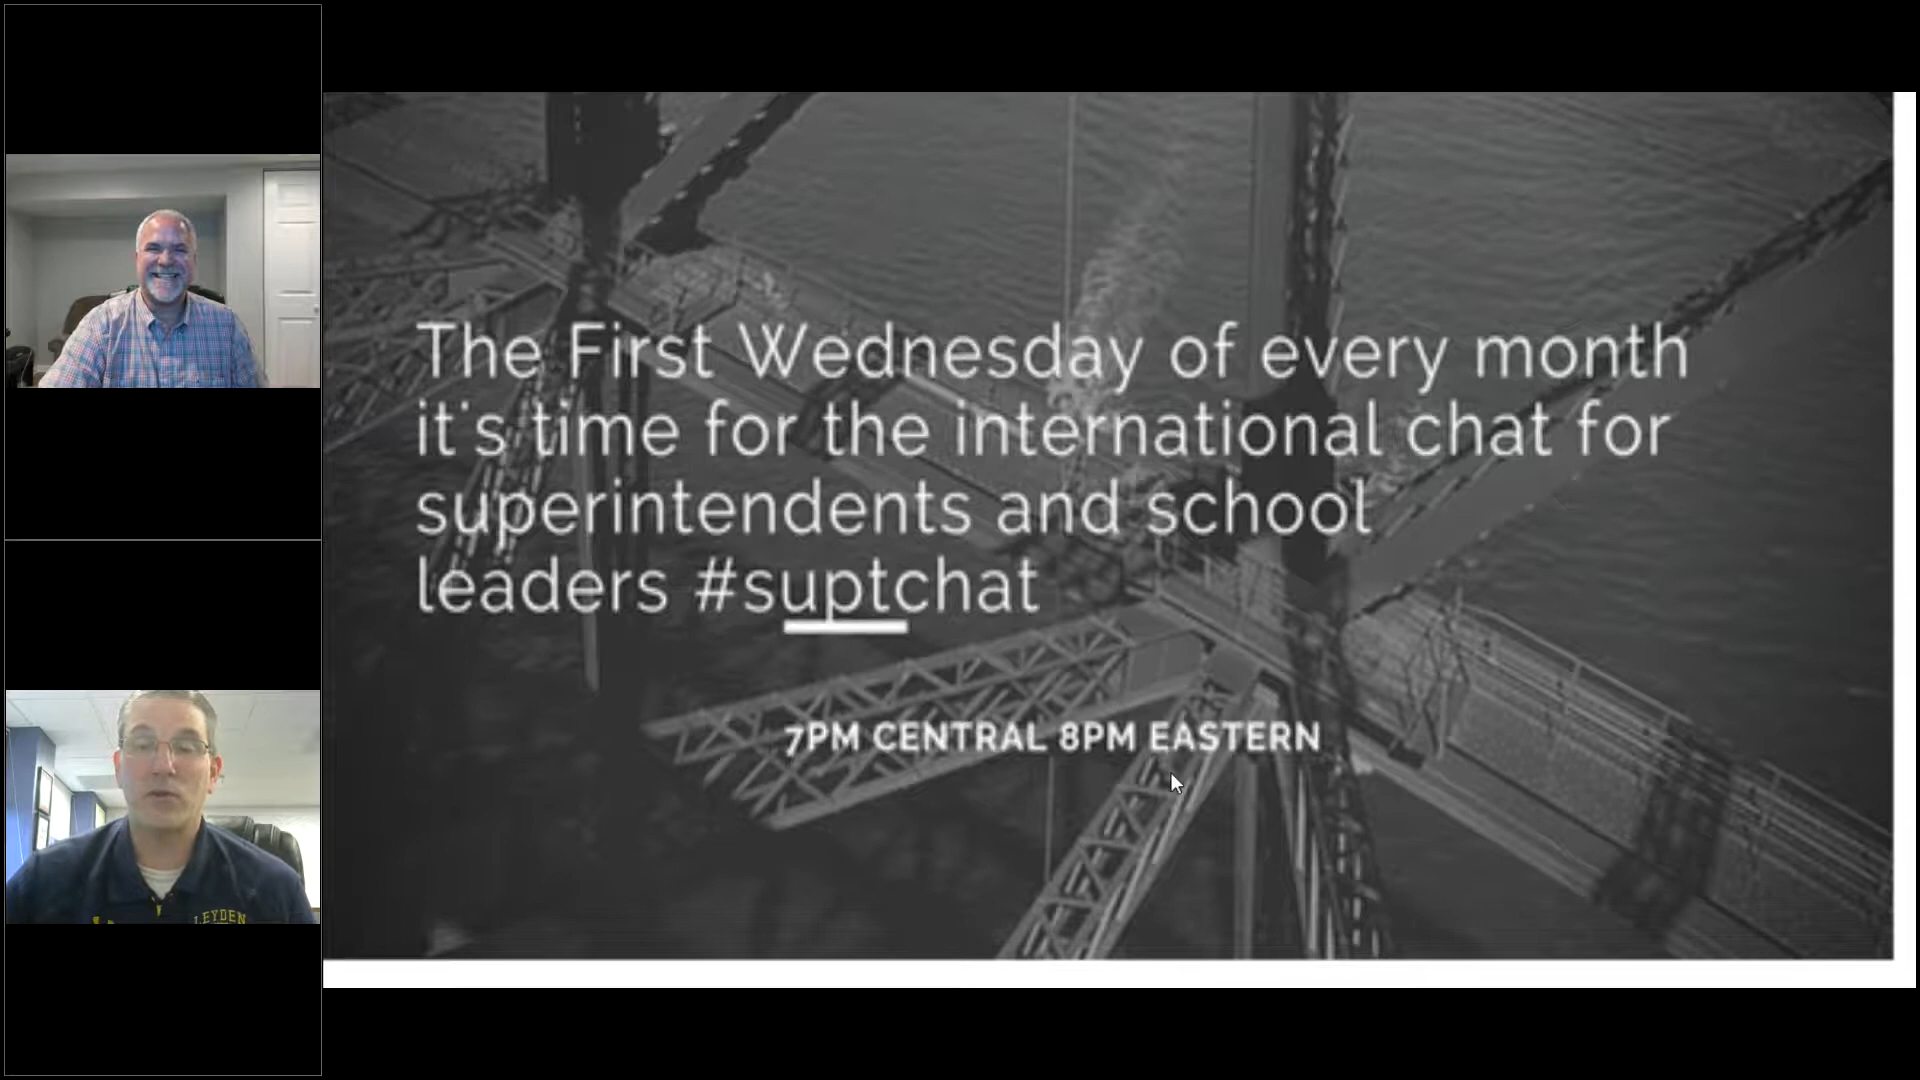 The First Wednesday of every month
it's time for the international chat for
superintendents and school
leaders #suptchat
7PM CENTRAL 8PM EASTERN
LEYDEN